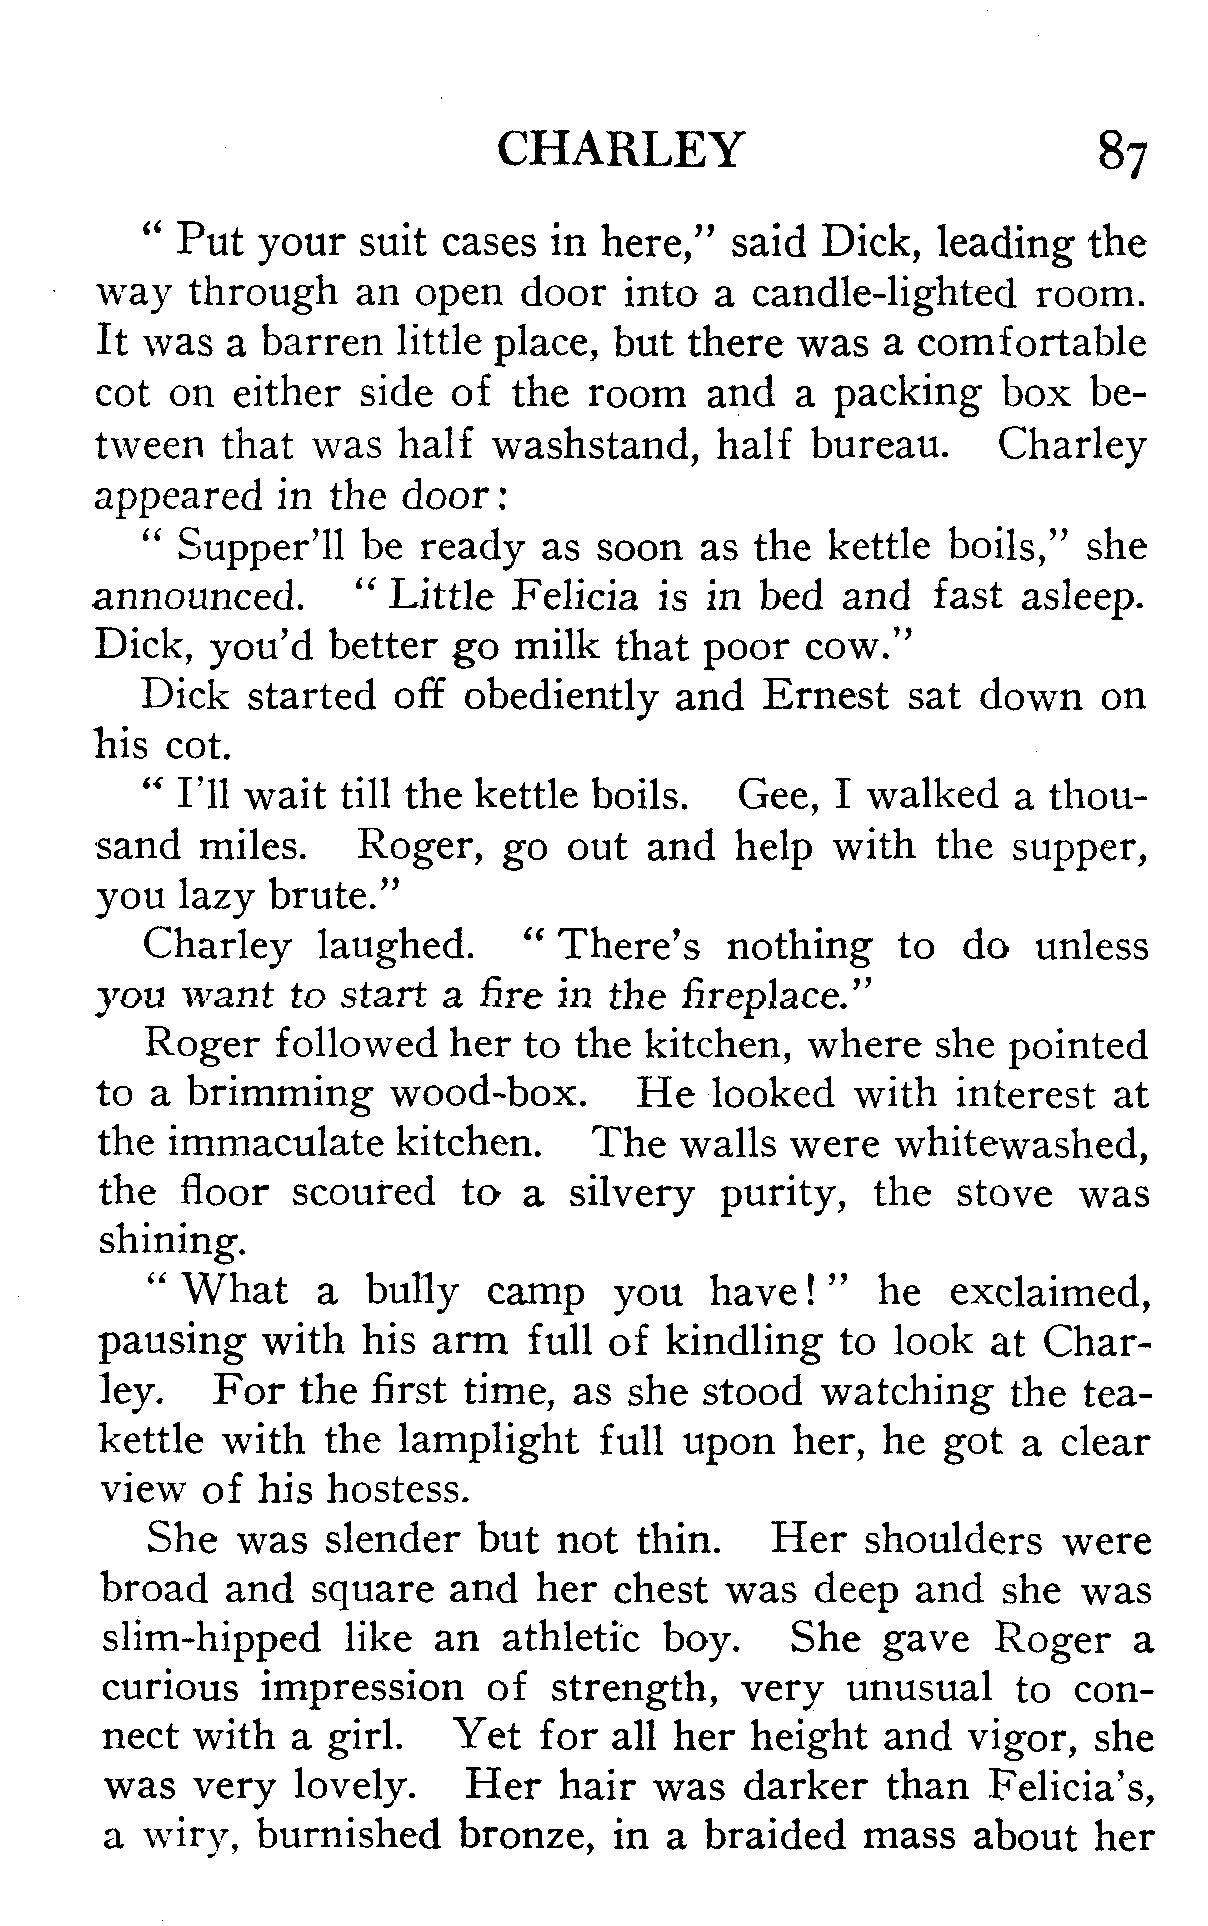 CHARLEY 87
" Put your suit cases in here," said Dick, leading the
way through an open door into a candle-lighted room.
It was a barren little place, but there was a comfortable
cot on either side of the room and a packing box be-
tween that was half washstand, half bureau. Charley
appeared in the door:
" Supper'll be ready as soon as the kettle boils," she
announced. " Little Felicia is in bed and fast asleep.
Dick, you'd better go milk that poor cow."
Dick started off obediently and Ernest sat down on
his cot.
" I'll wait till the kettle boils. Gee, I walked a thou-
sand miles. Roger, go out and help with the supper,
you lazy brute."
Charley laughed. " There's nothing to do unless
you want to start a fire in the fireplace."
Roger followed her to the kitchen, where she pointed
to a brimming wood-box. He looked with interest at
the immaculate kitchen. The walls were whitewashed,
the floor scoured to a silvery purity, the stove was
shining.
" What a bully camp you have! " he exclaimed,
pausing with his arm full of kindling to look at Char-
ley. For the first time, as she stood watching the tea-
kettle with the lamplight full upon her, he got a clear
view of his hostess.
She was slender but not thin. Her shoulders were
broad and square and her chest was deep and she was
slim-hipped like an athletic boy. She gave Roger a
curious impression of strength, very unusual to con-
nect with a girl. Yet for all her height and vigor, she
was very lovely. Her hair was darker than Felicia's,
a wiry, burnished bronze, in a braided mass about her